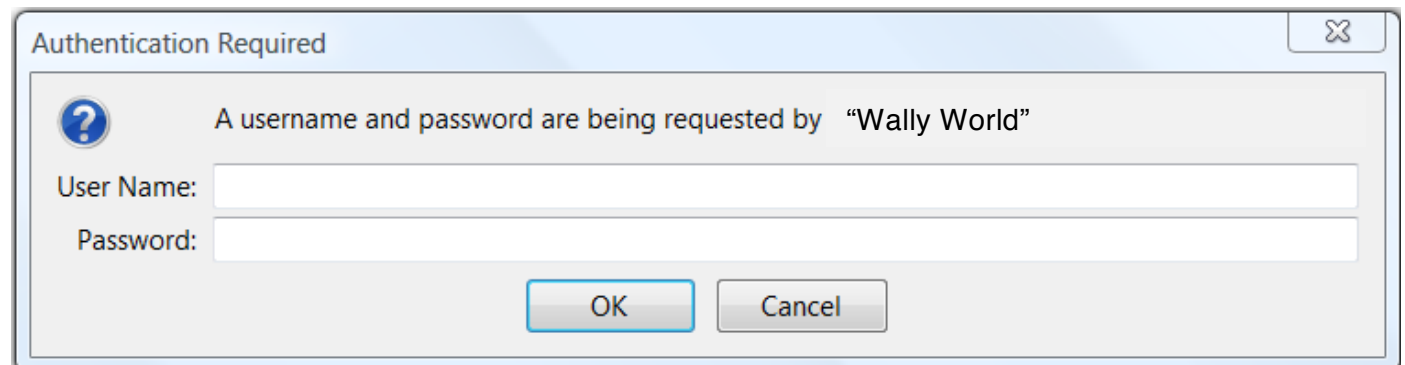 Authentication Required
A username and password are being requested by “Wally World”
User Name:
Password:
OK Cancel